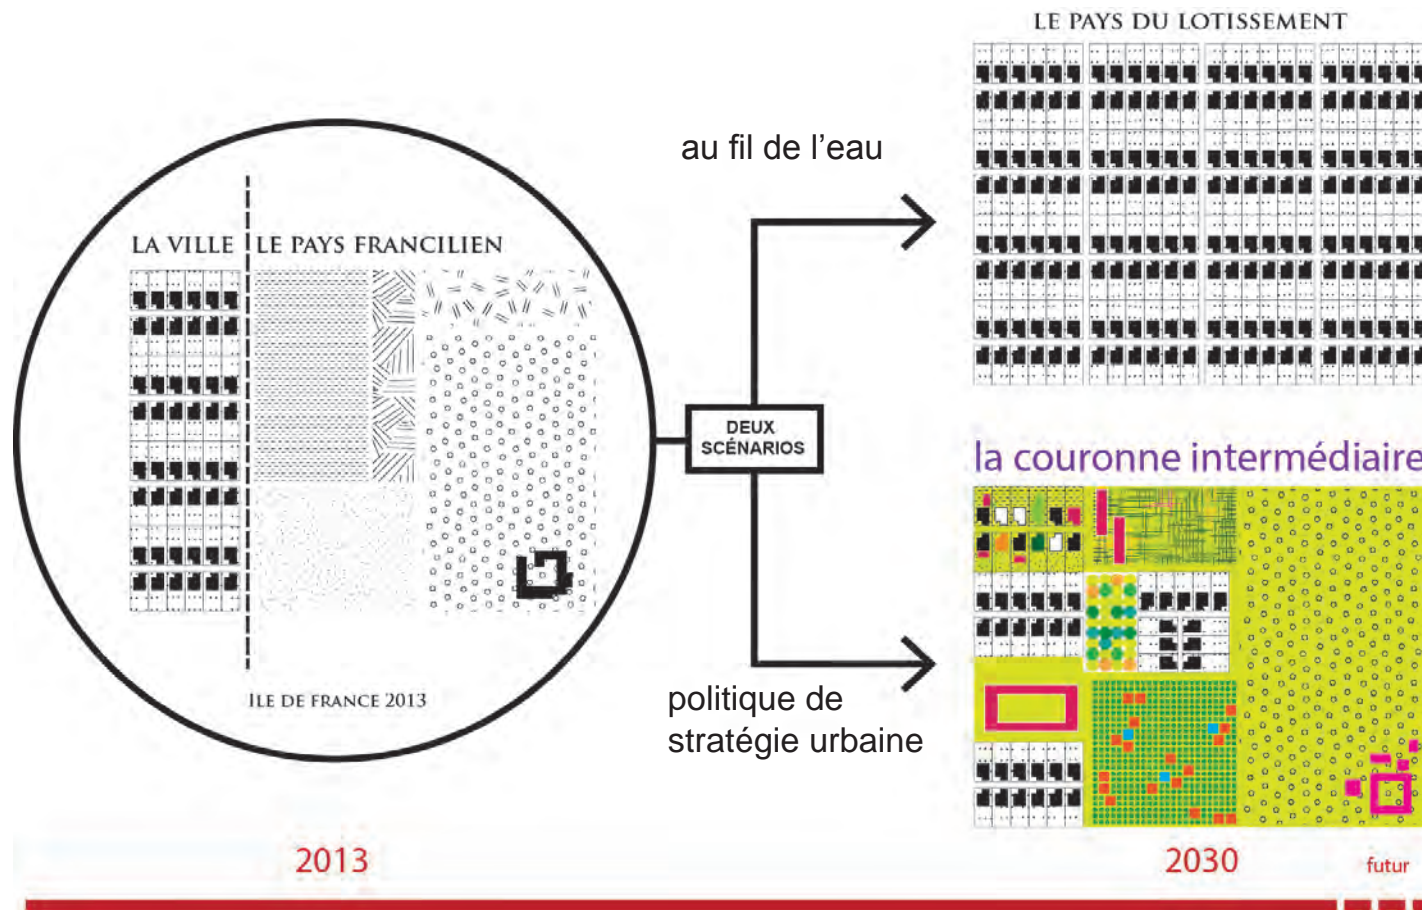 LE PAYS DU LOTISSEMENT
au fil de l'eau
LA VILLE
LE PAYS FRANCILIEN
DEUX
SCÉNARIOS
la couronne intermédiaire
politique de
stratégie urbaine
ILE DE FRANCE 2013
2013
2030
futur